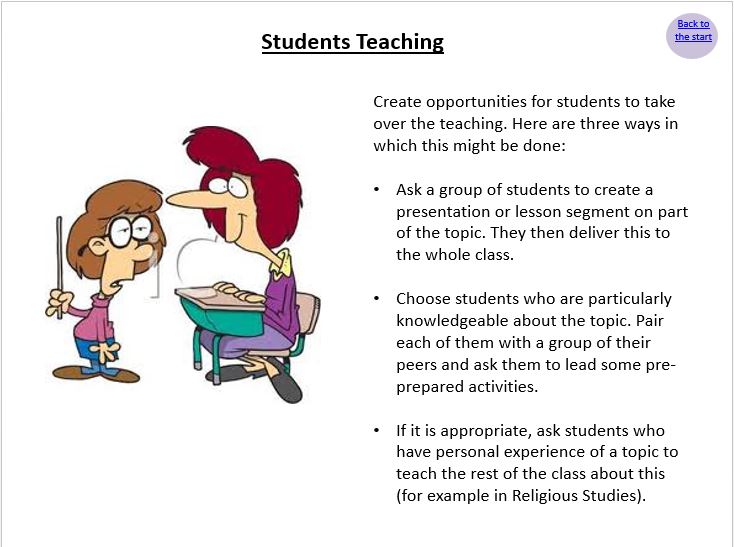 Back to
the start
Students Teaching
Create opportunities for students to take
over the teaching. Here are three ways in
which this might be done:
• Ask a group of students to create a
presentation or lesson segment on part
of the topic. They then deliver this to
the whole class.
• Choose students who are particularly
knowledgeable about the topic. Pair
each of them with a group of their
peers and ask them to lead some pre-
prepared activities.
• If it is appropriate, ask students who
have personal experience of a topic to
teach the rest of the class about this
(for example in Religious Studies).